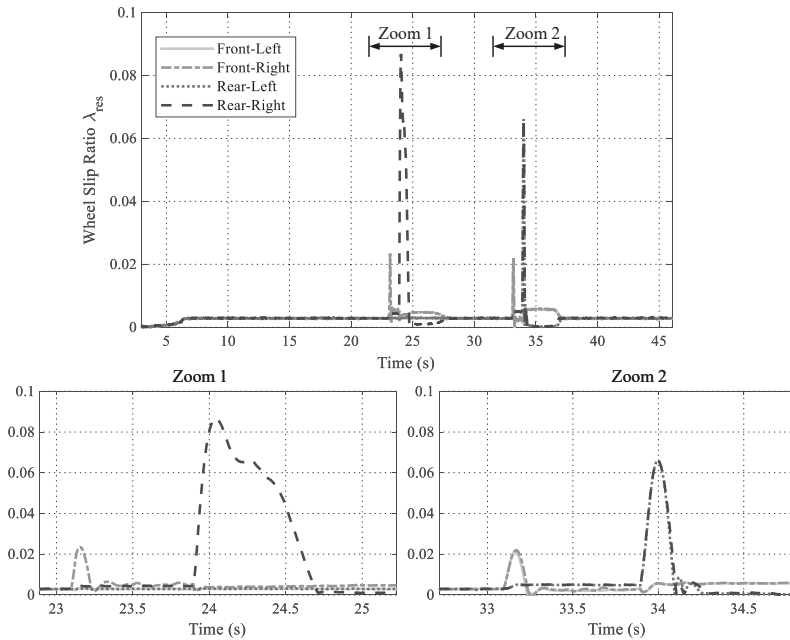 0.1
0.08
0.06
0.04
0.02
0
Wheel Slip Ratio λres
Front-Left
Front-Right
Rear-Left
Rear-Right
Zoom 1
Zoom 2
5 10 15 20 25 30 35 40 45
Time (s)
Zoom 1
0.1
0.08
0.06
0.04
0.02
0
23 23.5 24 24.5 25
Time (s)
Zoom 2
0.1
0.08
0.06
0.04
0.02
0
33 33.5 34 34.5
Time (s)